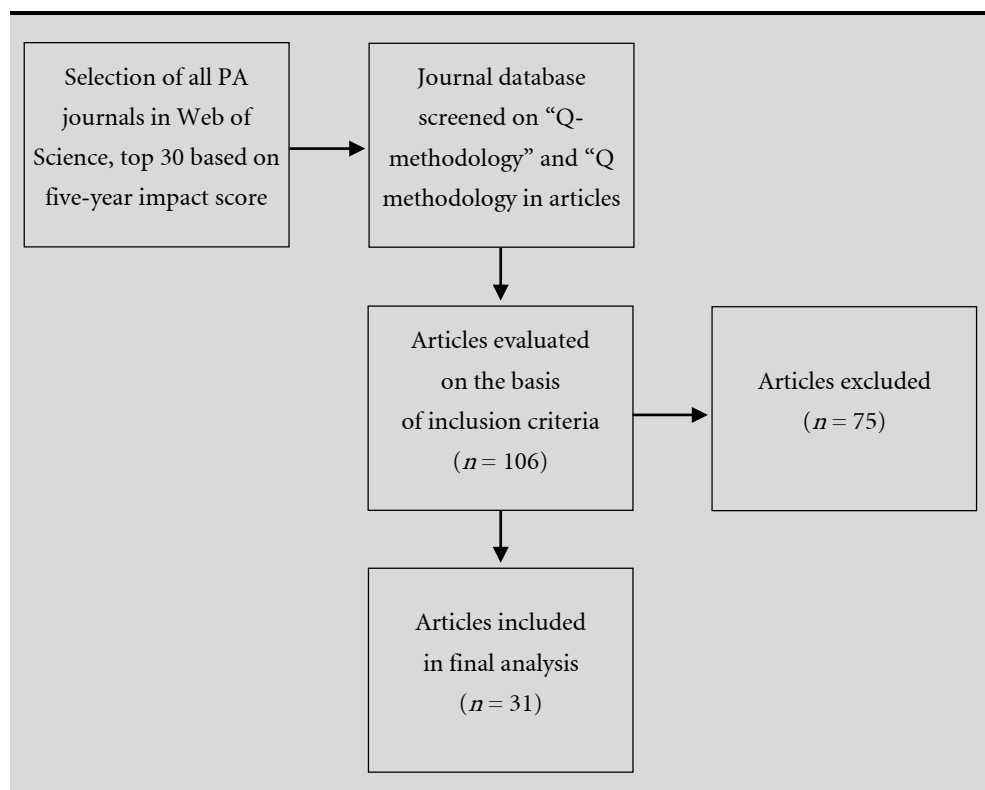 Selection of all PA
journals in Web of
Science, top 30 based on
five-year impact score
Journal database
screened on “Q-
methodology” and “Q
methodology in articles
Articles evaluated
on the basis
of inclusion criteria
(n = 106)
Articles excluded
(n = 75)
Articles included
in final analysis
(n = 31)